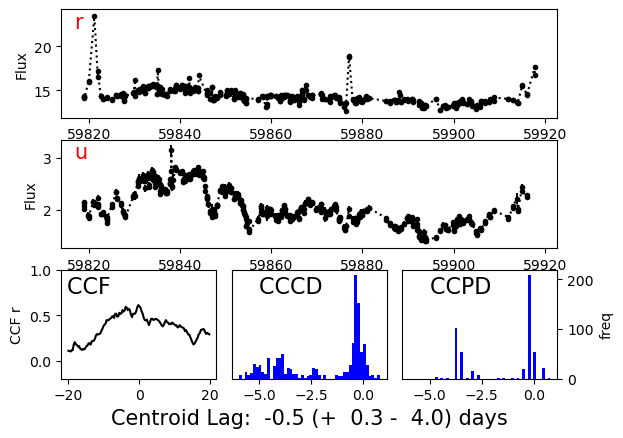 r
Flux
20
15
59820 59840 59860 59880 59900 59920
u
Flux
3
2
59820 59840 59860 59880 59900 59920
CCF
CCF r
1.0
0.5
0.0
−20 0 20
CCCD
−5.0 −2.5 0.0
CCPD
−5.0 −2.5 0.0
200
100
0
freq
Centroid Lag: -0.5 (+ 0.3 - 4.0) days